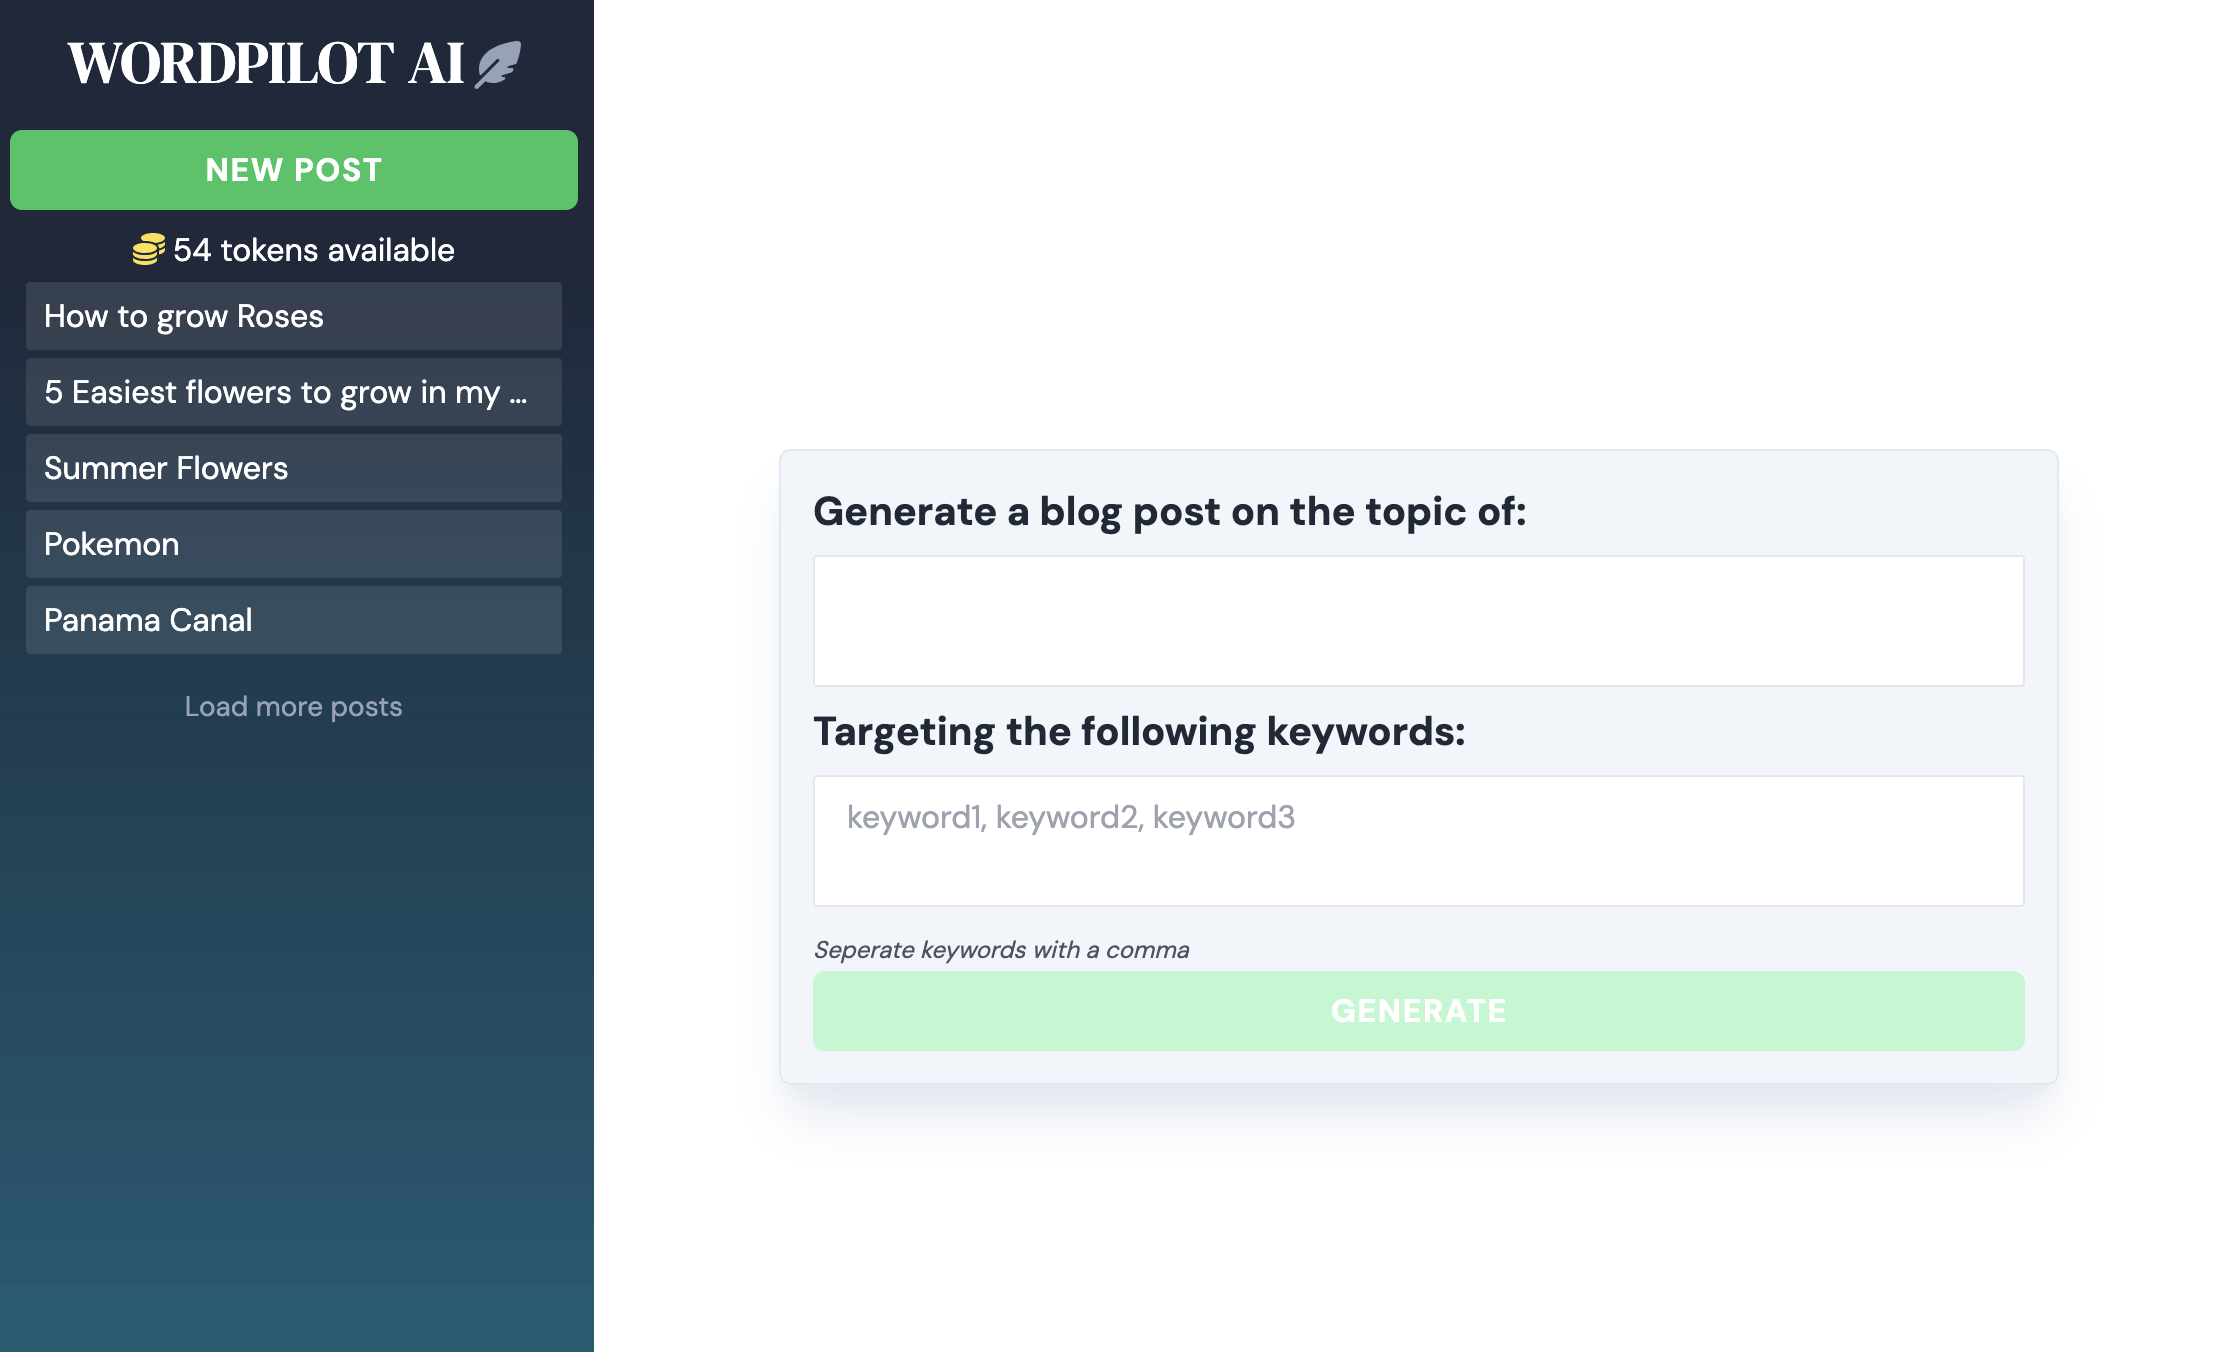 WORDPILOT AI
NEW POST
54 tokens available
How to grow Roses
5 Easiest flowers to grow in my ...
Summer Flowers
Pokemon
Panama Canal
Load more posts
Generate a blog post on the topic of:
Targeting the following keywords:
keyword1, keyword2, keyword3
Seperate keywords with a comma
GENERATE